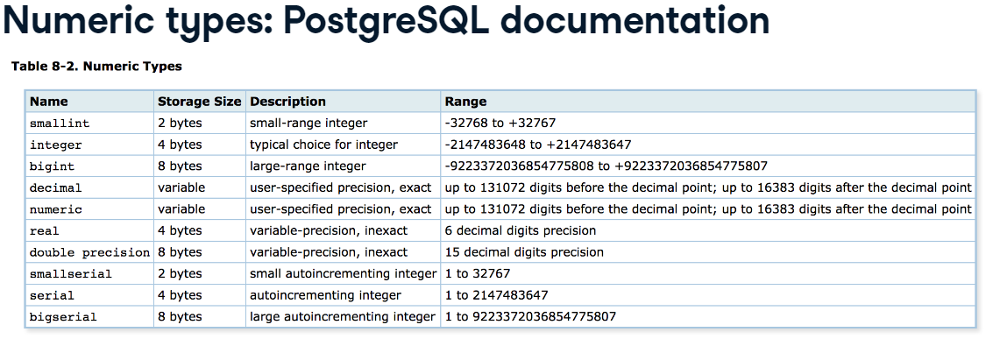 Numeric types: PostgreSQL documentation
Table 8-2. Numeric Types
Name Storage Size Description Range
smallint 2 bytes small-range integer -32768 to +32767
integer 4 bytes typical choice for integer -2147483648 to +2147483647
bigint 8 bytes large-range integer -9223372036854775808 to +9223372036854775807
decimal variable user-specified precision, exact up to 131072 digits before the decimal point; up to 16383 digits after the decimal point
numeric variable user-specified precision, exact up to 131072 digits before the decimal point; up to 16383 digits after the decimal point
real 4 bytes variable-precision, inexact 6 decimal digits precision
double precision 8 bytes variable-precision, inexact 15 decimal digits precision
smallserial 2 bytes small autoincrementing integer 1 to 32767
serial 4 bytes autoincrementing integer 1 to 2147483647
bigserial 8 bytes large autoincrementing integer 1 to 9223372036854775807